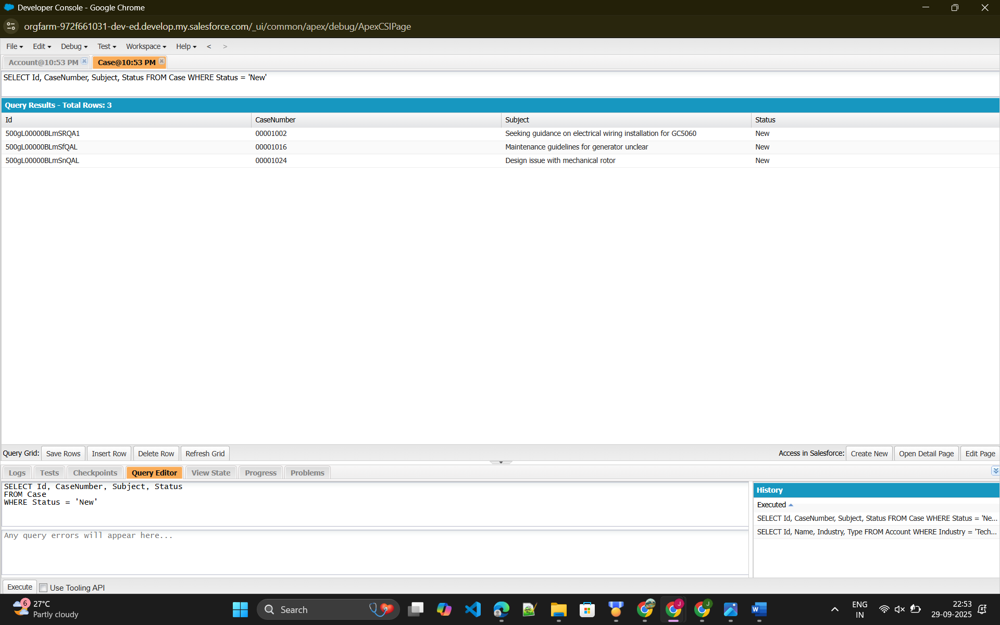 Developer Console - Google Chrome
orgfarm-972f661031-dev-ed.develop.my.salesforce.com/_ui/common/apex/debug/ApexCSIPage
File Edit Debug Test Workspace Help < >
Account@10:53 PM Case@10:53 PM
SELECT Id, CaseNumber, Subject, Status FROM Case WHERE Status = 'New'
Query Results - Total Rows: 3
Id CaseNumber Subject Status
500gL00000BLmSRQA1 00001002 Seeking guidance on electrical wiring installation for GC5060 New
500gL00000BLmSfQAL 00001016 Maintenance guidelines for generator unclear New
500gL00000BLmSnQAL 00001024 Design issue with mechanical rotor New
Query Grid: Save Rows Insert Row Delete Row Refresh Grid Access in Salesforce: Create New Open Detail Page Edit Page
Logs Tests Checkpoints Query Editor View State Progress Problems
SELECT Id, CaseNumber, Subject, Status
FROM Case
WHERE Status = 'New'
Any query errors will appear here...
History
Executed
SELECT Id, CaseNumber, Subject, Status FROM Case WHERE Status = 'Ne...
SELECT Id, Name, Industry, Type FROM Account WHERE Industry = 'Tech...
Execute Use Tooling API
6 27°C
Partly cloudy
Search
J
J
W
ENG
IN
22:53
29-09-2025